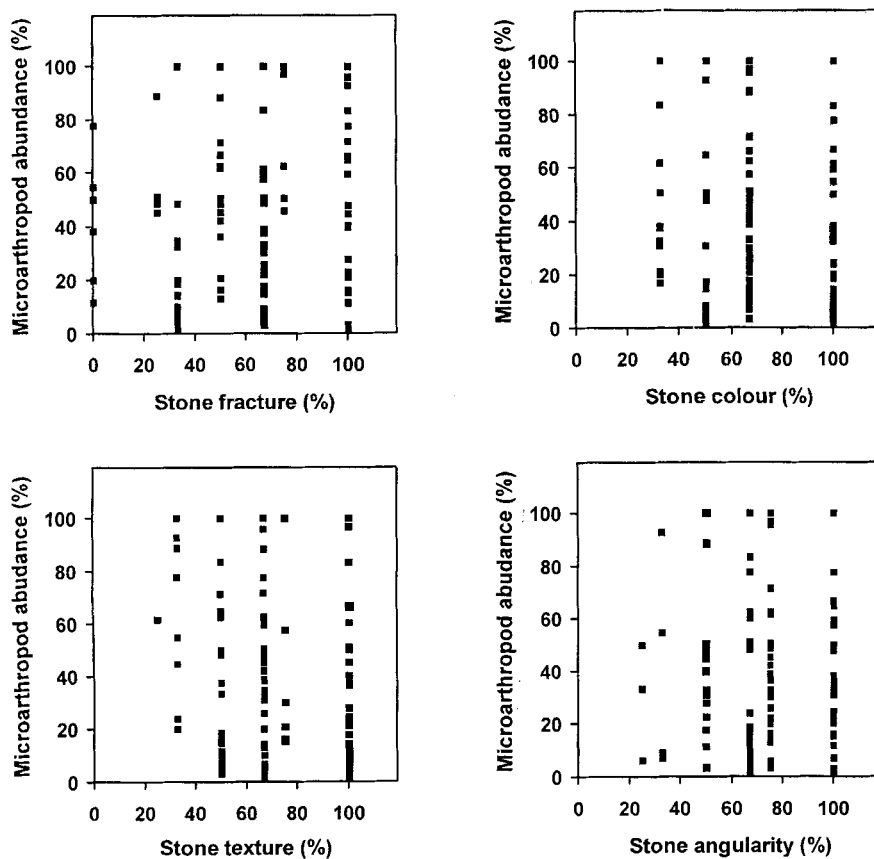 Microarthropod abundance (%)
100
80
60
40
20
0
0 20 40 60 80 100
Stone fracture (%)
Microarthropod abudance (%)
100
80
60
40
20
0
0 20 40 60 80 100
Stone colour (%)
Microarthropod abudance (%)
100
80
60
40
20
0
0 20 40 60 80 100
Stone texture (%)
Microarthropod abudance (%)
100
80
60
40
20
0
0 20 40 60 80 100
Stone angularity (%)